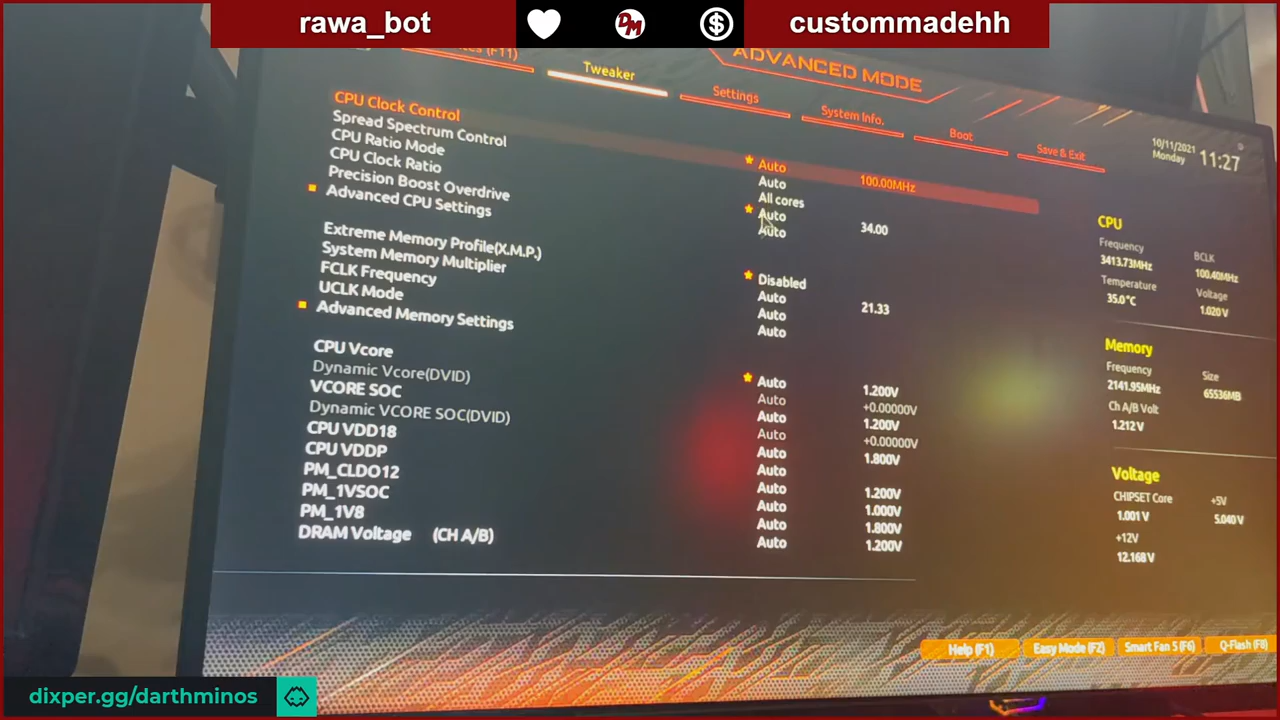 rawa_bot
DM
$
custommadehh
(F11)
Tweaker
Settings
System Info.
Boot
Save & Exit
ADVANCED MODE
10/11/2021
Monday
11:27
CPU Clock Control ★ Auto 100.00MHz
Spread Spectrum Control Auto
CPU Ratio Mode All cores
CPU Clock Ratio ★ Auto 34.00
Precision Boost Overdrive Auto
Advanced CPU Settings
Extreme Memory Profile(X.M.P.) ★ Disabled
System Memory Multiplier Auto 21.33
FCLK Frequency Auto
UCLK Mode Auto
Advanced Memory Settings
CPU Vcore ★ Auto 1.200V
Dynamic Vcore(DVID) Auto +0.00000V
VCORE SOC Auto 1.200V
Dynamic VCORE SOC(DVID) Auto +0.00000V
CPU VDD18 Auto 1.800V
CPU VDDP Auto
PM_CLDO12 Auto 1.200V
PM_1VSOC Auto 1.000V
PM_1V8 Auto 1.800V
DRAM Voltage (CH A/B) Auto 1.200V
CPU
Frequency BCLK
3413.73MHz 100.40MHz
Temperature Voltage
35.0°C 1.020 V
Memory
Frequency Size
2141.95MHz 65536MB
Ch A/B Volt
1.212 V
Voltage
CHIPSET Core +5V
1.001 V 5.040 V
+12V
12.168 V
Help (F1)
Easy Mode (F2)
Smart Fan 5 (F6)
Q-Flash (F8)
dixper.gg/darthminos